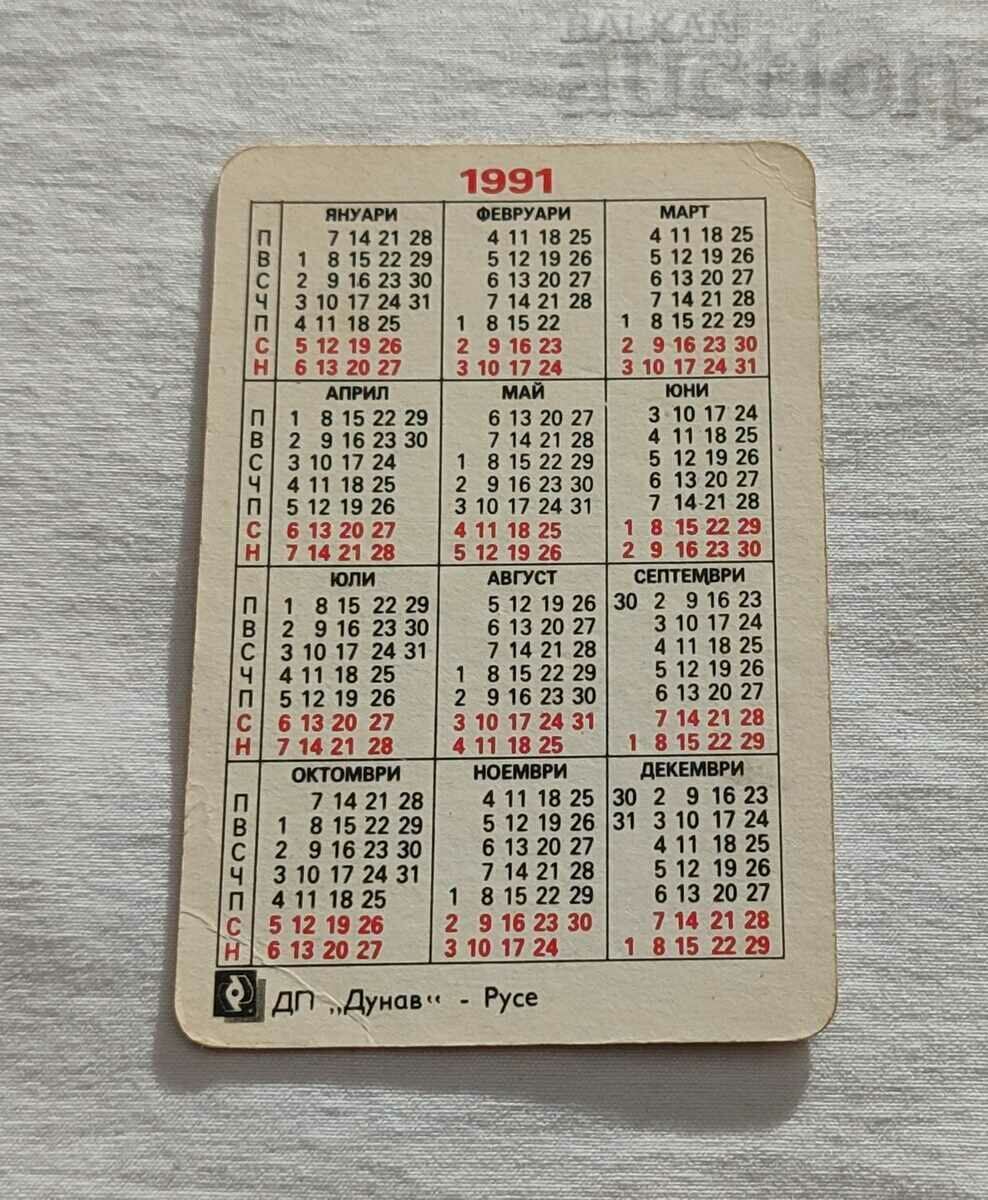 BALKAN
auction
1991
ЯНУАРИ ФЕВРУАРИ МАРТ
П 7 14 21 28 4 11 18 25 4 11 18 25
В 1 8 15 22 29 5 12 19 26 5 12 19 26
С 2 9 16 23 30 6 13 20 27 6 13 20 27
Ч 3 10 17 24 31 7 14 21 28 7 14 21 28
П 4 11 18 25 1 8 15 22 1 8 15 22 29
С 5 12 19 26 2 9 16 23 2 9 16 23 30
Н 6 13 20 27 3 10 17 24 3 10 17 24 31
АПРИЛ МАЙ ЮНИ
П 1 8 15 22 29 6 13 20 27 3 10 17 24
В 2 9 16 23 30 7 14 21 28 4 11 18 25
С 3 10 17 24 1 8 15 22 29 5 12 19 26
Ч 4 11 18 25 2 9 16 23 30 6 13 20 27
П 5 12 19 26 3 10 17 24 31 7 14 21 28
С 6 13 20 27 4 11 18 25 1 8 15 22 29
Н 7 14 21 28 5 12 19 26 2 9 16 23 30
ЮЛИ АВГУСТ СЕПТЕМВРИ
П 1 8 15 22 29 5 12 19 26 30 2 9 16 23
В 2 9 16 23 30 6 13 20 27 3 10 17 24
С 3 10 17 24 31 7 14 21 28 4 11 18 25
Ч 4 11 18 25 1 8 15 22 29 5 12 19 26
П 5 12 19 26 2 9 16 23 30 6 13 20 27
С 6 13 20 27 3 10 17 24 31 7 14 21 28
Н 7 14 21 28 4 11 18 25 1 8 15 22 29
ОКТОМВРИ НОЕМВРИ ДЕКЕМВРИ
П 7 14 21 28 4 11 18 25 30 2 9 16 23
В 1 8 15 22 29 5 12 19 26 31 3 10 17 24
С 2 9 16 23 30 6 13 20 27 4 11 18 25
Ч 3 10 17 24 31 7 14 21 28 5 12 19 26
П 4 11 18 25 1 8 15 22 29 6 13 20 27
С 5 12 19 26 2 9 16 23 30 7 14 21 28
Н 6 13 20 27 3 10 17 24 1 8 15 22 29
ДП „Дунав“ - Русе